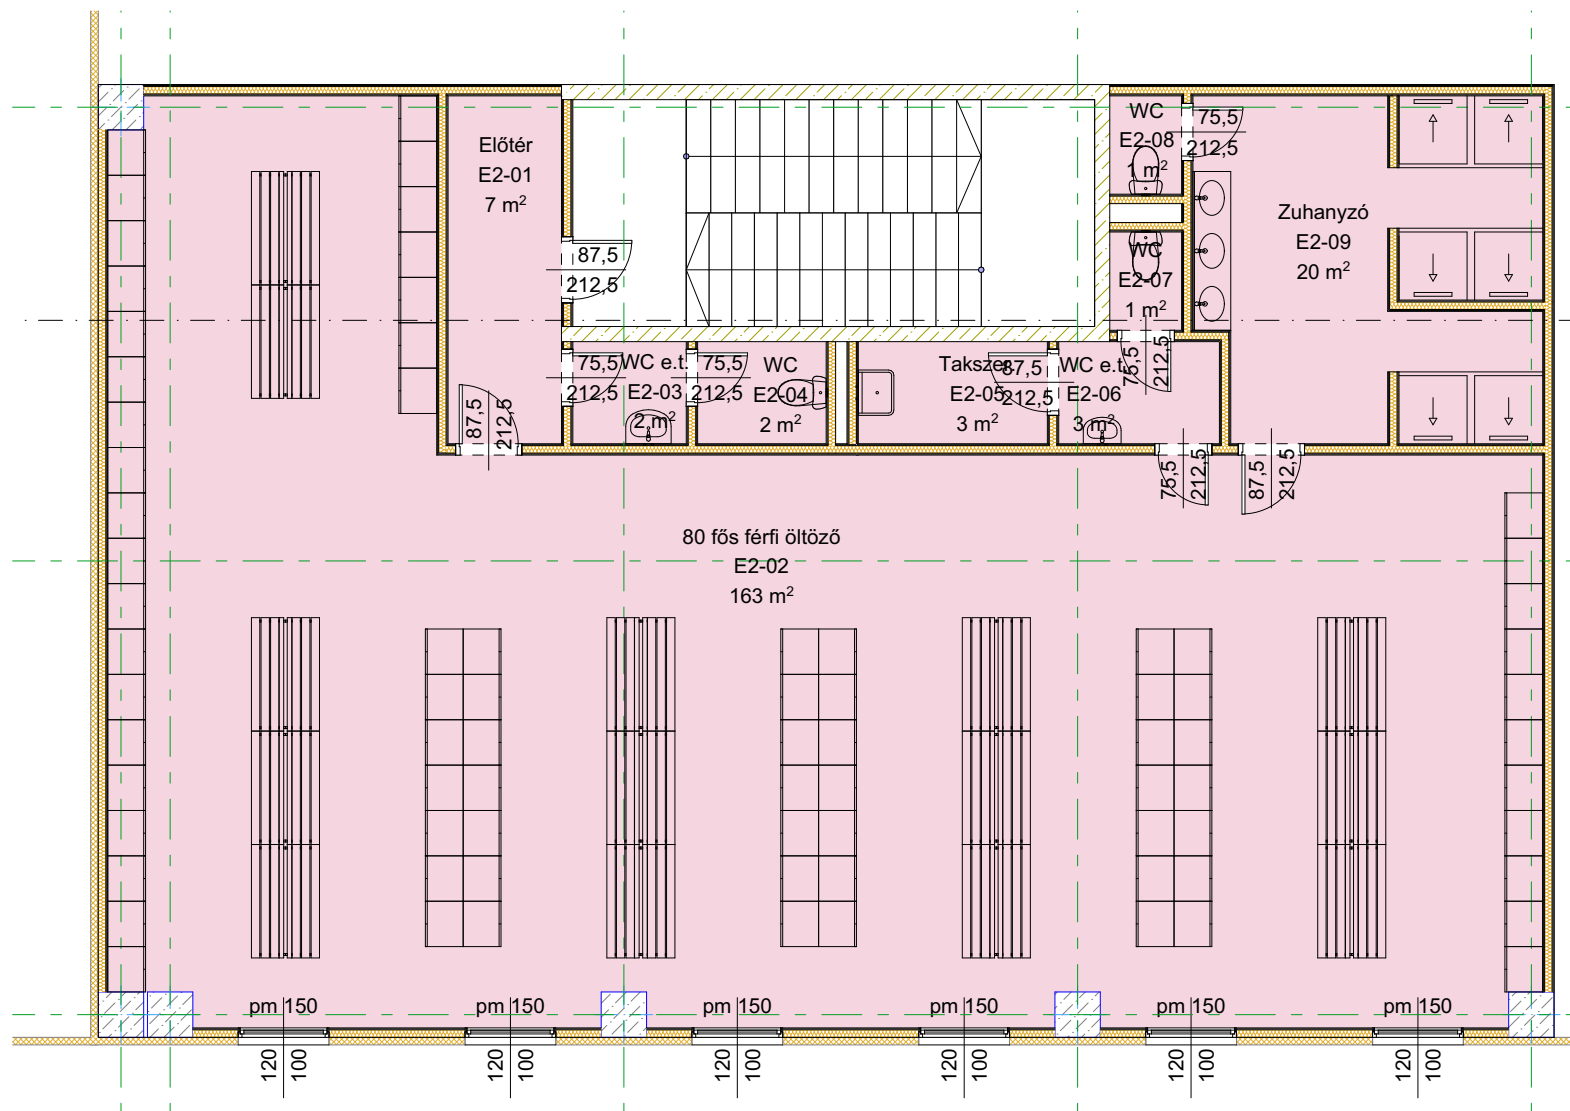 Előtér
E2-01
7 m²
87,5
212,5
WC
E2-08
1 m²
75,5
212,5
WC
E2-07
1 m²
75,5
212,5
Zuhanyzó
E2-09
20 m²
75,5
212,5
WC e.t.
E2-03
2 m²
75,5
212,5
WC
E2-04
2 m²
Takszer
E2-05
3 m²
87,5
212,5
WC e.t.
E2-06
3 m²
87,5
212,5
75,5
212,5
87,5
212,5
80 fős férfi öltöző
E2-02
163 m²
pm 150
pm 150
pm 150
pm 150
pm 150
pm 150
120
100
120
100
120
100
120
100
120
100
120
100